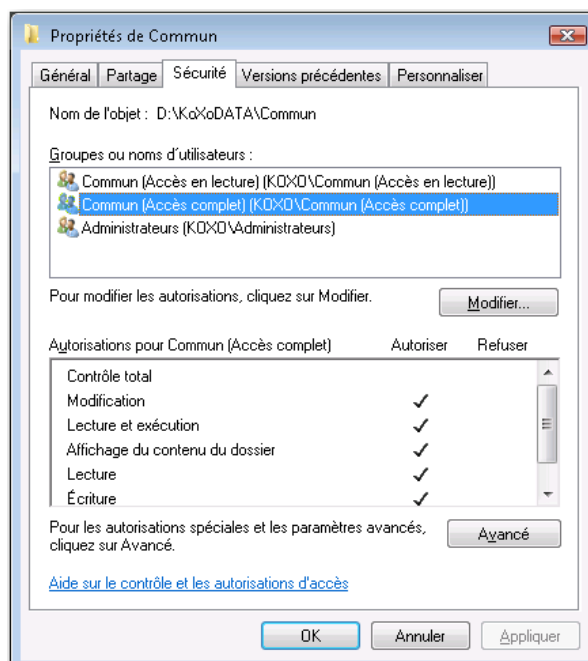 Propriétés de Commun
Général Partage Sécurité Versions précédentes Personnaliser
Nom de l'objet : D:\KoXoDATA\Commun
Groupes ou noms d'utilisateurs :
Commun (Accès en lecture) (KOXO\Commun (Accès en lecture))
Commun (Accès complet) (KOXO\Commun (Accès complet))
Administrateurs (KOXO\Administrateurs)
Pour modifier les autorisations, cliquez sur Modifier. Modifier...
Autorisations pour Commun (Accès complet) Autoriser Refuser
Contrôle total
Modification
Lecture et exécution
Affichage du contenu du dossier
Lecture
Écriture
Pour les autorisations spéciales et les paramètres avancés,
cliquez sur Avancé. Avancé
Aide sur le contrôle et les autorisations d'accès
OK Annuler Appliquer